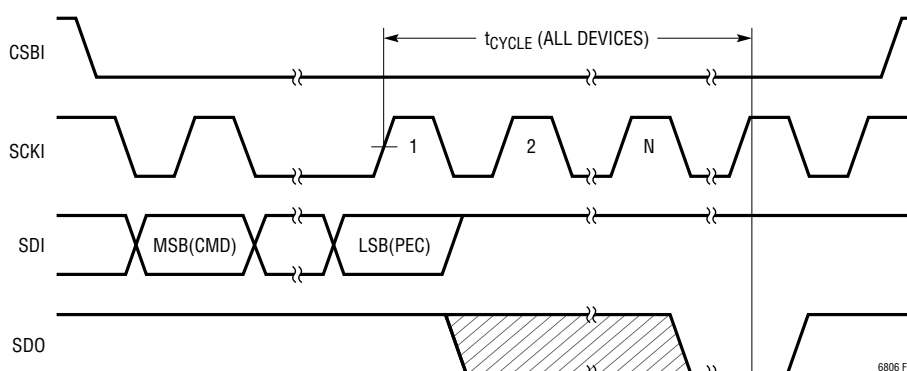 tCYCLE (ALL DEVICES)
CSBI
SCKI
1
2
N
SDI
MSB(CMD)
LSB(PEC)
SDO
6806 F